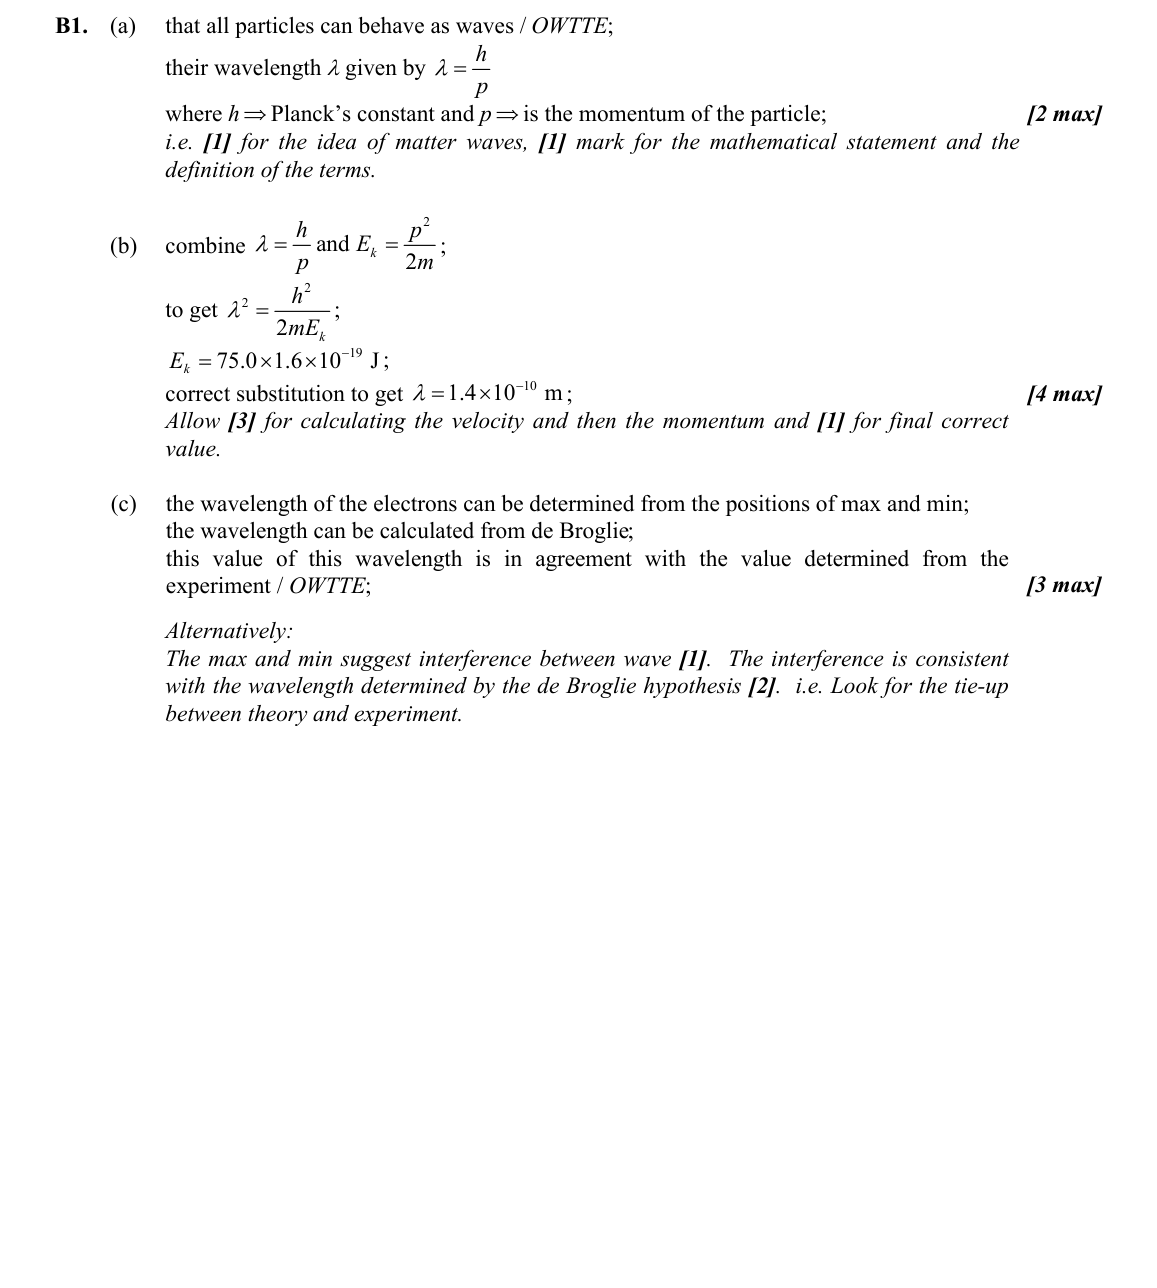 B1. (a) that all particles can behave as waves / OWTTE;
their wavelength λ given by λ = h/p
where h ⇒ Planck's constant and p ⇒ is the momentum of the particle; [2 max]
i.e. [1] for the idea of matter waves, [1] mark for the mathematical statement and the
definition of the terms.
(b) combine λ = h/p and E_k = p²/2m ;
to get λ² = h²/2mE_k ;
E_k = 75.0×1.6×10⁻¹⁹ J ;
correct substitution to get λ = 1.4×10⁻¹⁰ m ; [4 max]
Allow [3] for calculating the velocity and then the momentum and [1] for final correct
value.
(c) the wavelength of the electrons can be determined from the positions of max and min;
the wavelength can be calculated from de Broglie;
this value of this wavelength is in agreement with the value determined from the
experiment / OWTTE; [3 max]
Alternatively:
The max and min suggest interference between wave [1]. The interference is consistent
with the wavelength determined by the de Broglie hypothesis [2]. i.e. Look for the tie-up
between theory and experiment.